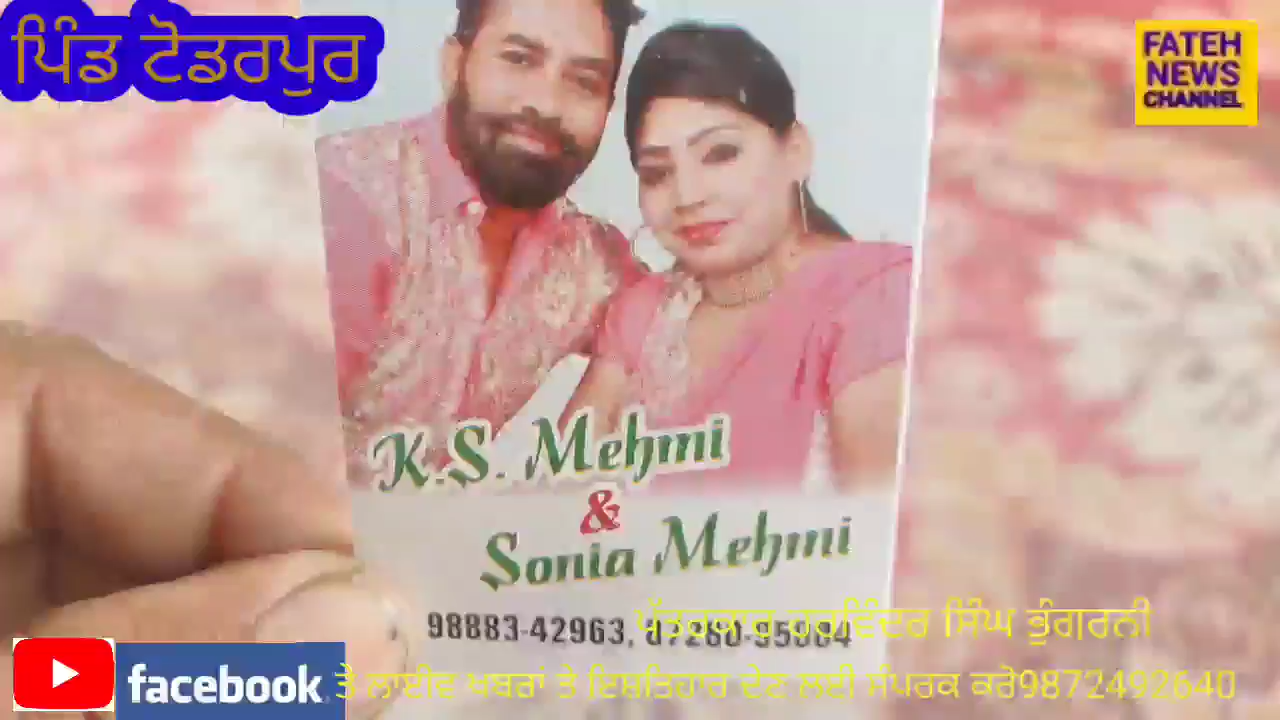 ਪਿੰਡ ਟੋਡਰਪੁਰ
FATEH
NEWS
CHANNEL
K.S. Mehmi
&
Sonia Mehmi
98883-42963,
ਪੱਤਰਕਾਰ ਹਰਵਿੰਦਰ ਸਿੰਘ ਭੁੰਗਰਨੀ
facebook
ਤੇ ਲਾਈਵ ਖਬਰਾਂ ਤੇ ਇਸ਼ਤਿਹਾਰ ਦੇਣ ਲਈ ਸੰਪਰਕ ਕਰੋ9872492640